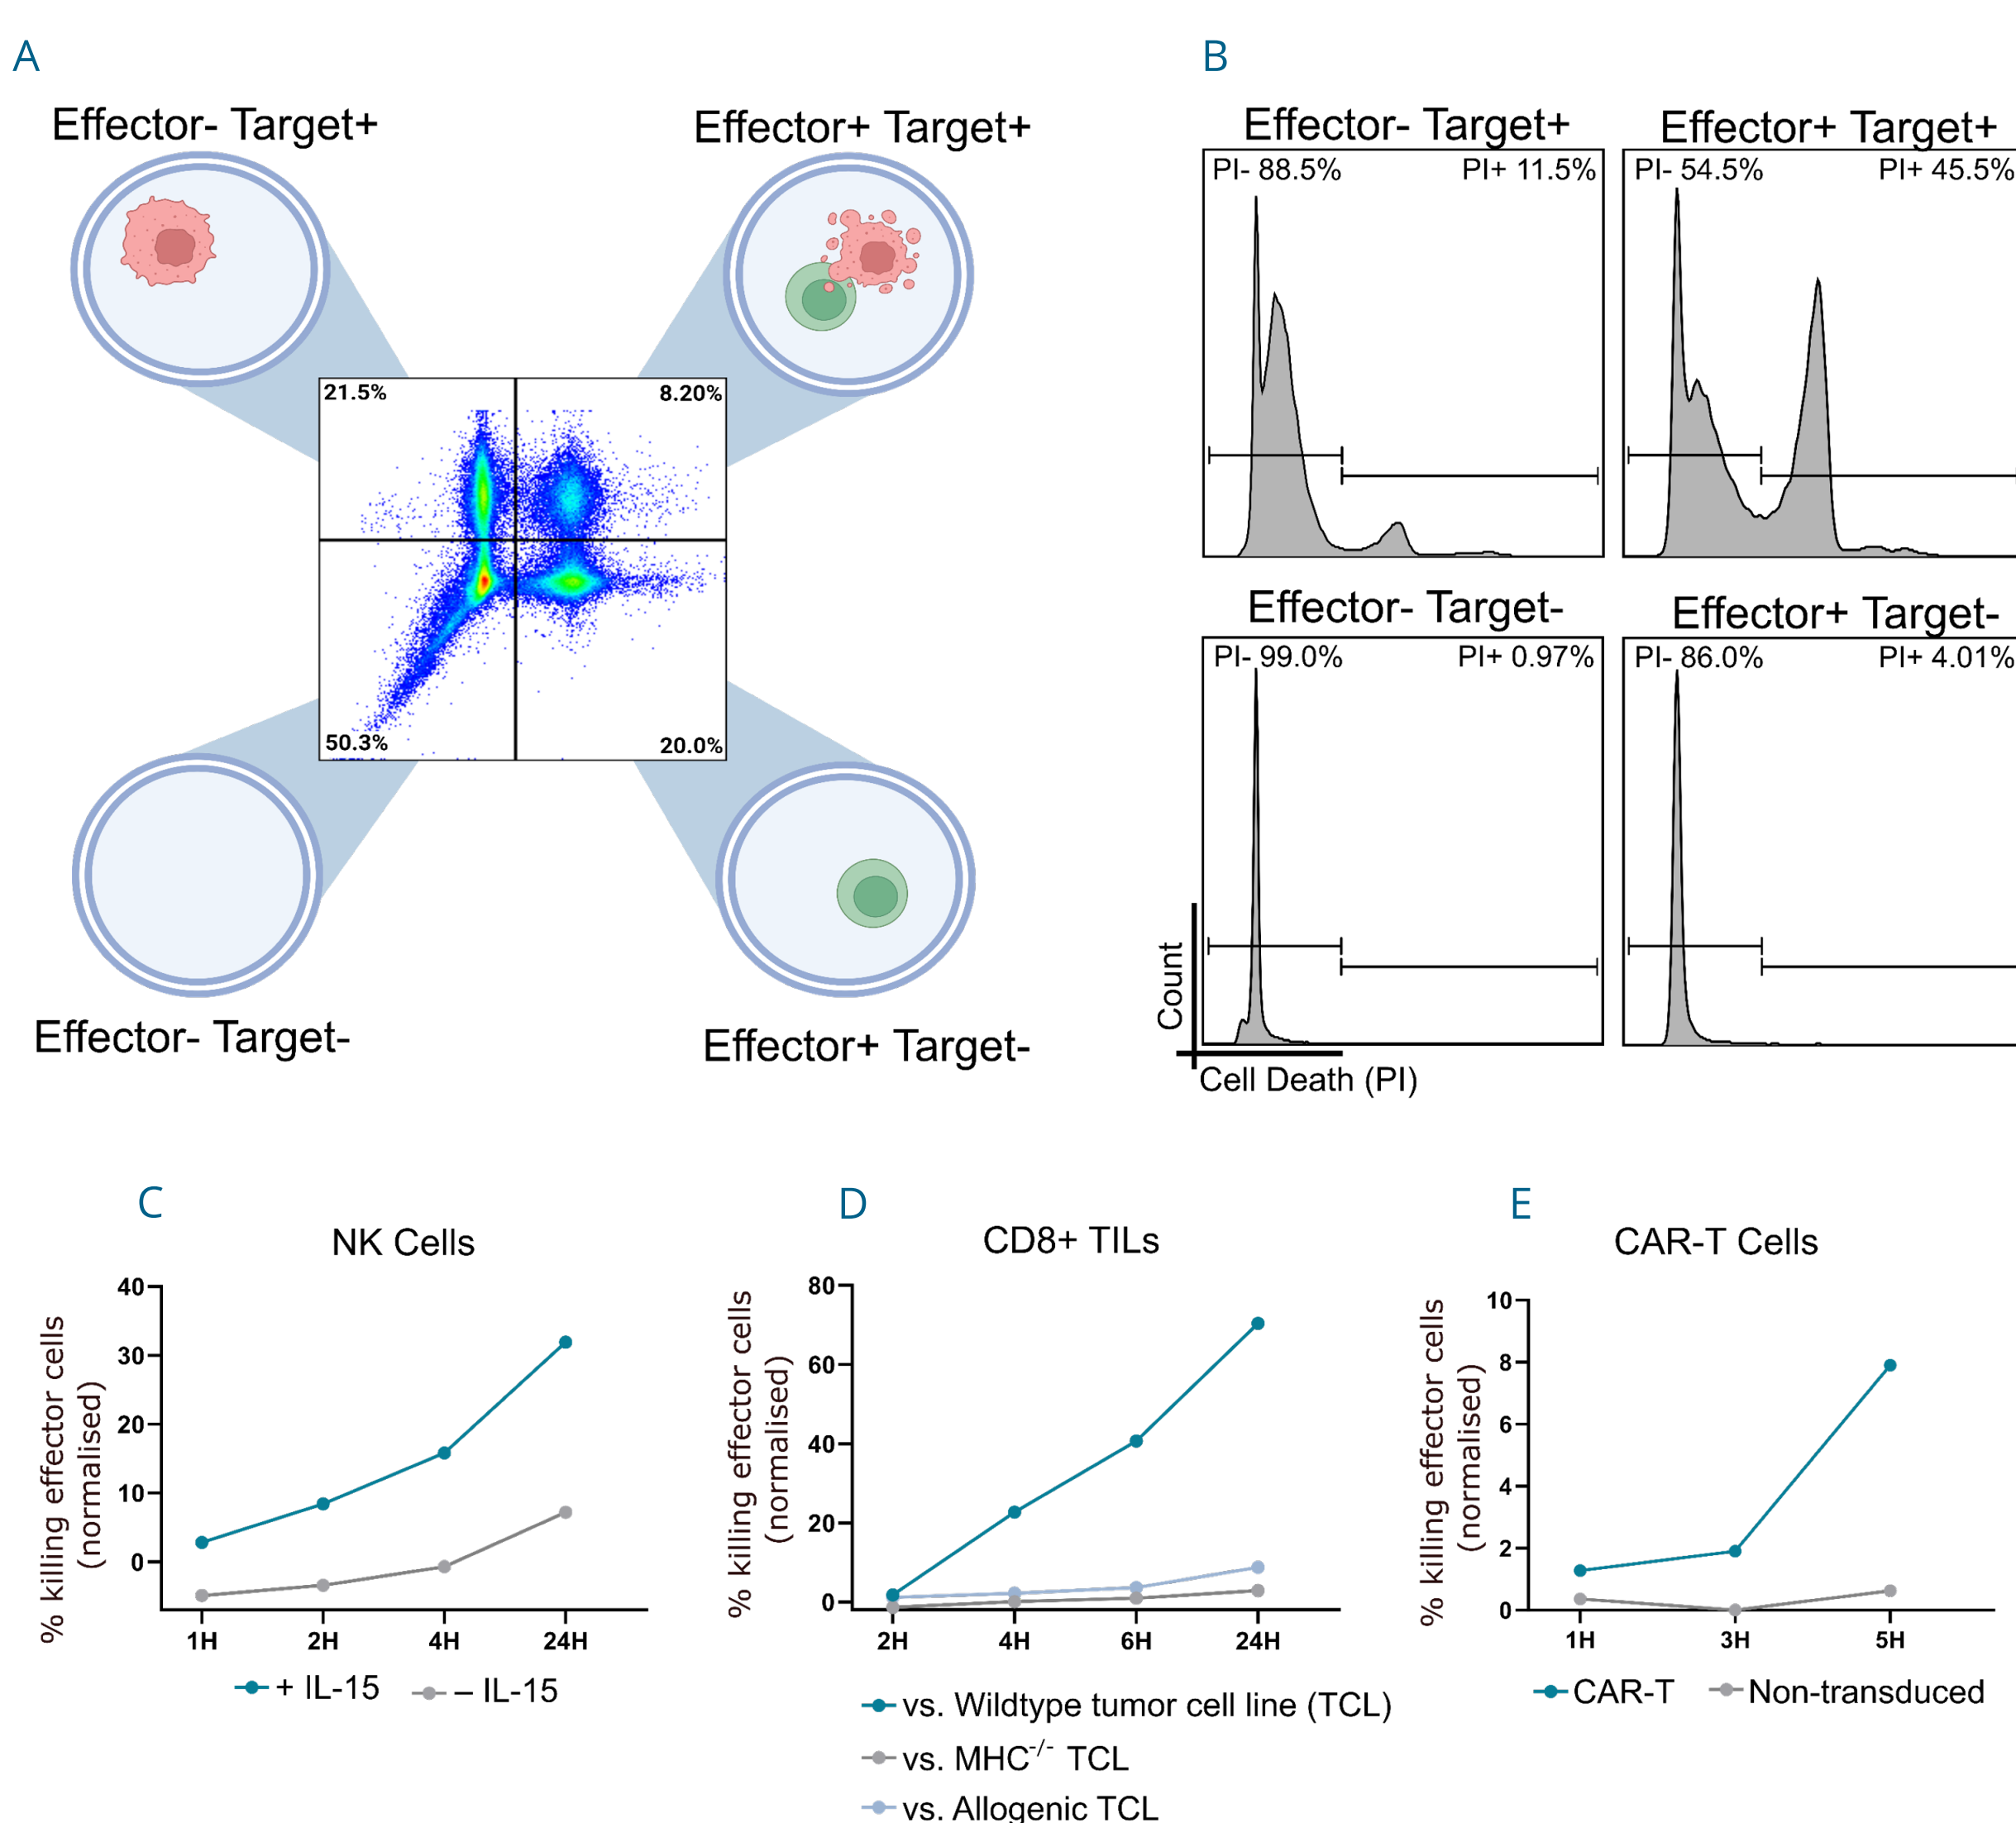 A
Effector- Target+
Effector+ Target+
21.5%
8.20%
50.3%
20.0%
Effector- Target-
Effector+ Target-
B
Effector- Target+
Effector+ Target+
PI- 88.5%
PI+ 11.5%
PI- 54.5%
PI+ 45.5%
Effector- Target-
Effector+ Target-
PI- 99.0%
PI+ 0.97%
PI- 86.0%
PI+ 4.01%
Count
Cell Death (PI)
C
NK Cells
% killing effector cells
(normalised)
40
30
20
10
0
1H
2H
4H
24H
+ IL-15
– IL-15
D
CD8+ TILs
% killing effector cells
(normalised)
80
60
40
20
0
2H
4H
6H
24H
vs. Wildtype tumor cell line (TCL)
vs. MHC-/- TCL
vs. Allogenic TCL
E
CAR-T Cells
% killing effector cells
(normalised)
10
8
6
4
2
0
1H
3H
5H
CAR-T
Non-transduced